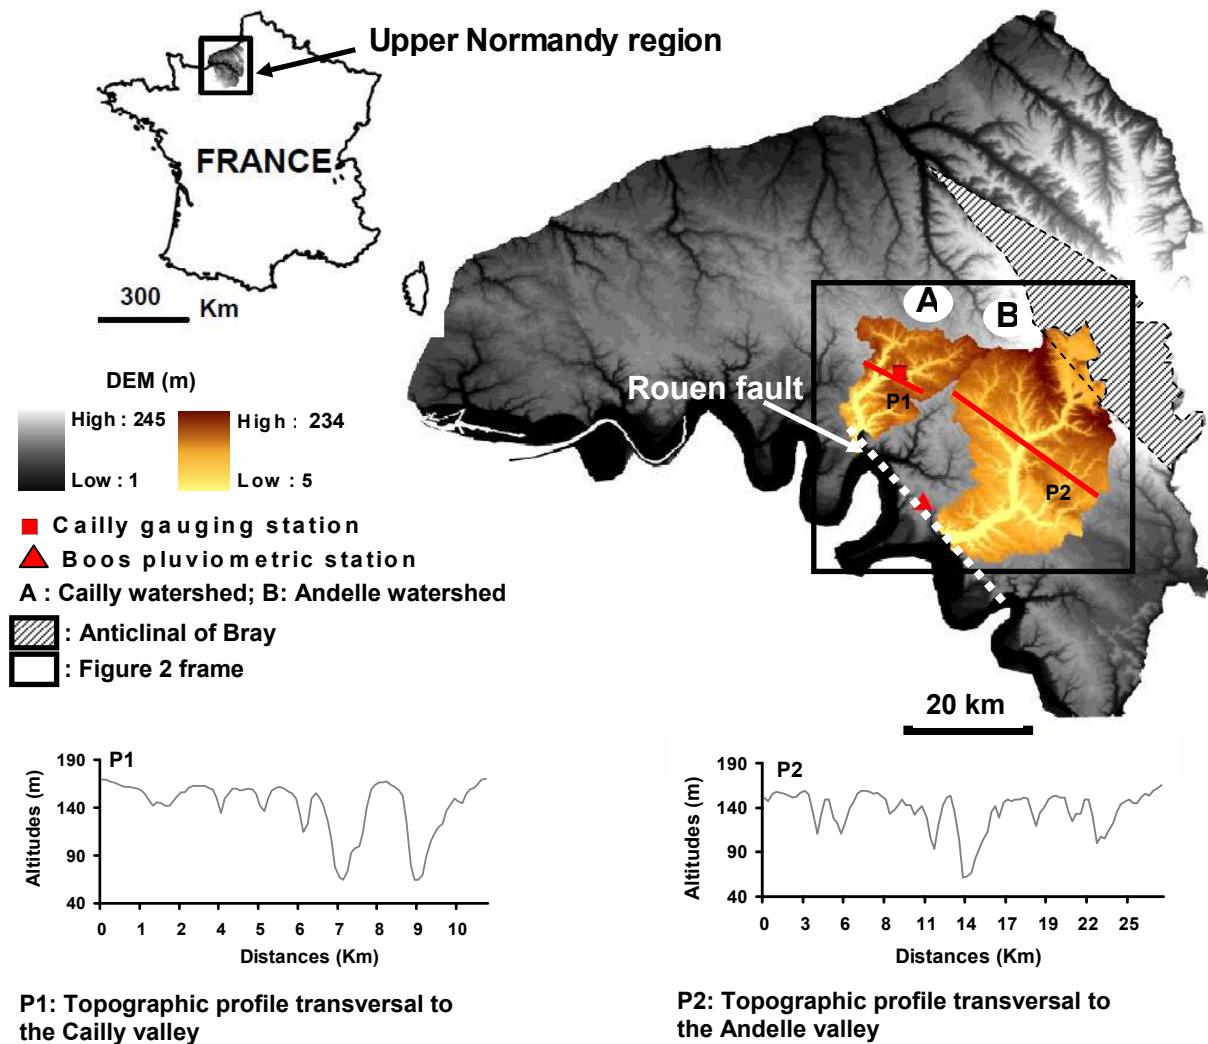 Upper Normandy region
FRANCE
300
Km
DEM (m)
High : 245
High : 234
Low : 1
Low : 5
Cailly gauging station
Boos pluviometric station
A : Cailly watershed; B: Andelle watershed
: Anticlinal of Bray
: Figure 2 frame
A
B
Rouen fault
P1
P2
20 km
P1
Altitudes (m)
190
140
90
40
0 1 2 4 5 6 7 8 9 10
Distances (Km)
P1: Topographic profile transversal to
the Cailly valley
P2
Altitudes (m)
190
140
90
40
0 3 6 8 11 14 17 19 22 25
Distances (Km)
P2: Topographic profile transversal to
the Andelle valley